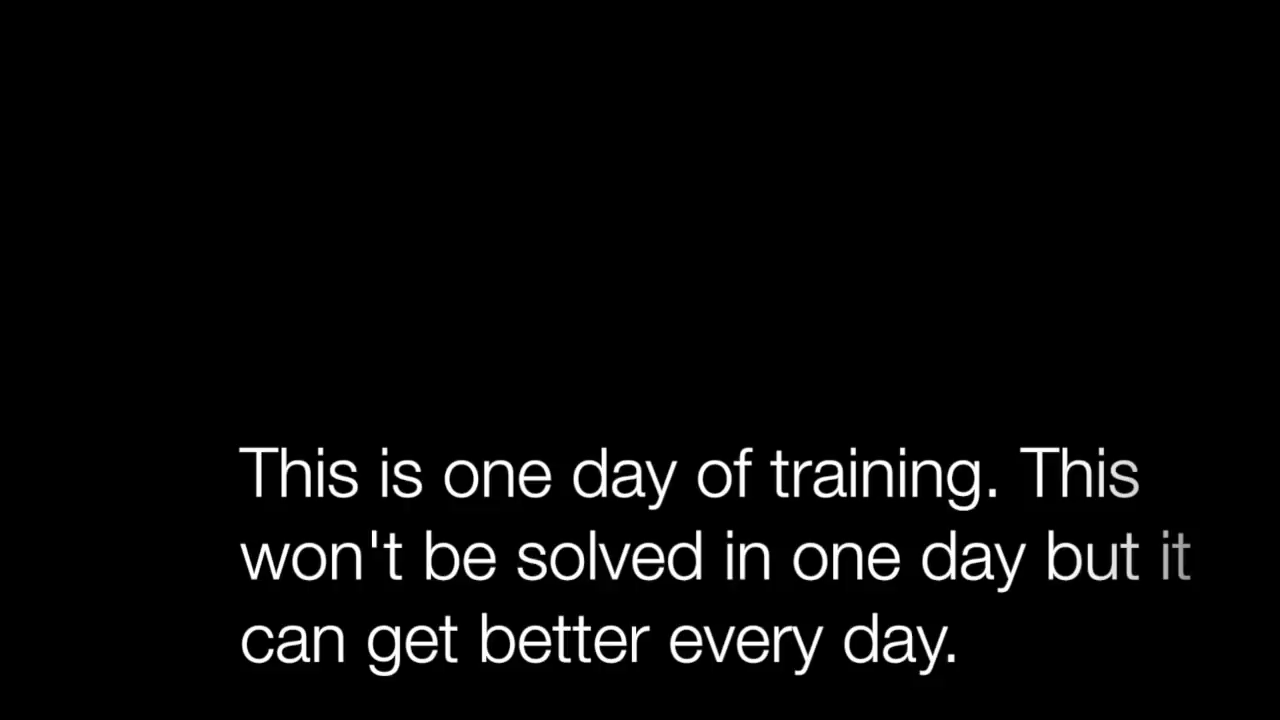 This is one day of training. This
won't be solved in one day but it
can get better every day.